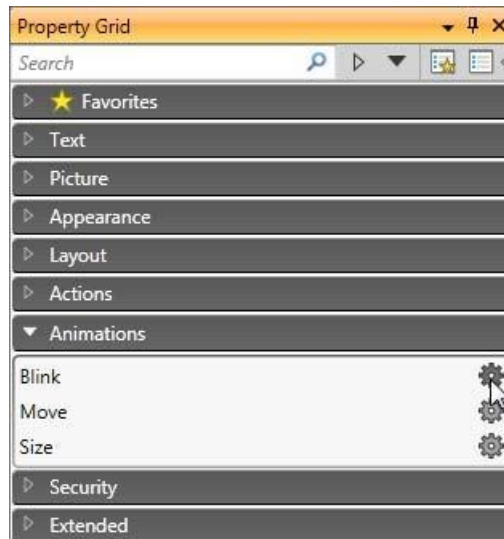 Property Grid
Search
Favorites
Text
Picture
Appearance
Layout
Actions
Animations
Blink
Move
Size
Security
Extended